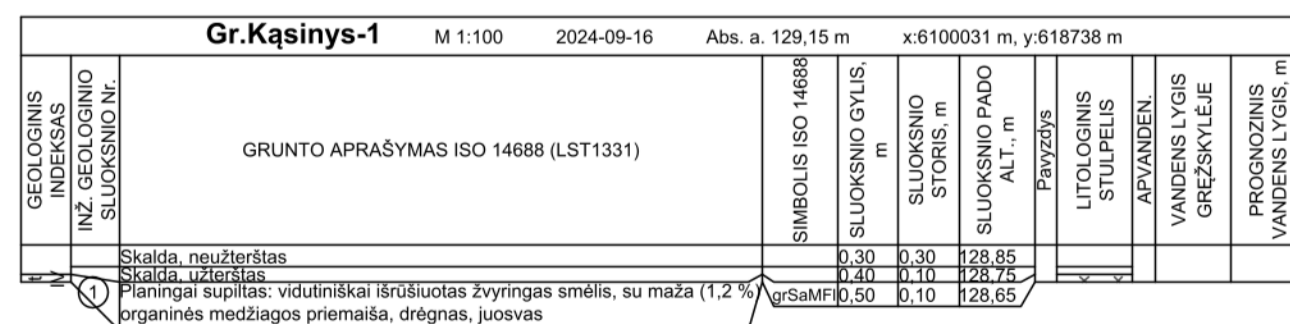 Gr.Kąsinys-1 M 1:100 2024-09-16 Abs. a. 129,15 m x:6100031 m, y:618738 m
GEOLOGINIS
INDEKSAS
INŽ. GEOLOGINIO
SLUOKSNIO Nr.
GRUNTO APRAŠYMAS ISO 14688 (LST1331)
SIMBOLIS ISO 14688
SLUOKSNIO GYLIS,
m
SLUOKSNIO
STORIS, m
SLUOKSNIO PADO
ALT., m
Pavyzdys
LITOLOGINIS
STULPELIS
APVANDEN.
VANDENS LYGIS
GRĘŽSKYLĖJE
PROGNOZINIS
VANDENS LYGIS, m
Skalda, neužterštas 0,30 0,30 128,85
t IV
Skalda, užterštas 0,40 0,10 128,75
1 Planingai supiltas: vidutiniškai išrūšiuotas žvyringas smėlis, su maža (1,2 %) grSaMFl 0,50 0,10 128,65
organinės medžiagos priemaiša, drėgnas, juosvas